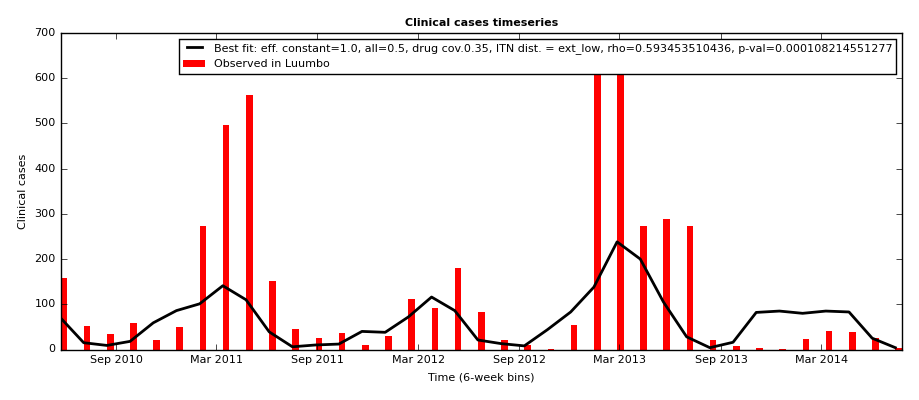 Clinical cases timeseries
Best fit: eff. constant=1.0, all=0.5, drug cov.0.35, ITN dist. = ext_low, rho=0.593453510436, p-val=0.000108214551277
Observed in Luumbo
700
600
500
400
300
200
100
0
Clinical cases
Sep 2010 Mar 2011 Sep 2011 Mar 2012 Sep 2012 Mar 2013 Sep 2013 Mar 2014
Time (6-week bins)